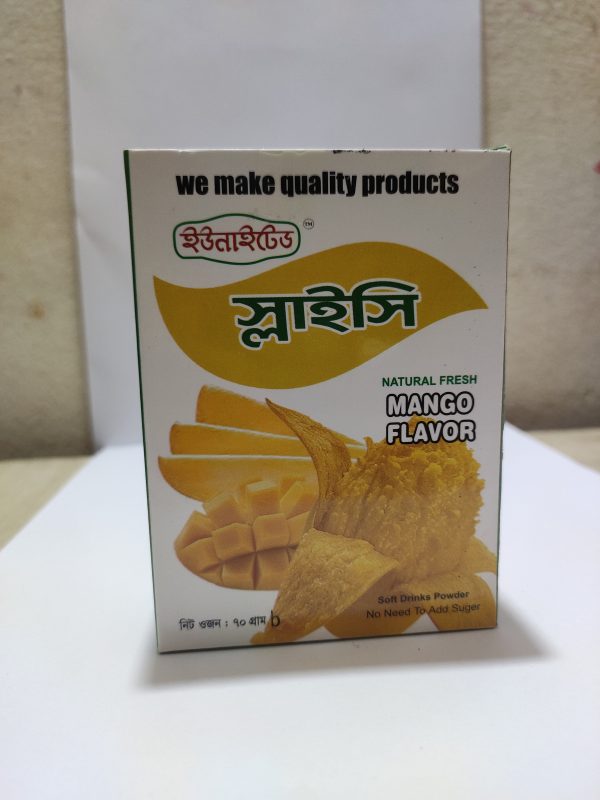 we make quality products
ইউনাইটেড
TM
স্লাইসি
NATURAL FRESH
MANGO
FLAVOR
Soft Drinks Powder
No Need To Add Suger
নিট ওজন : ৭০ গ্রাম b